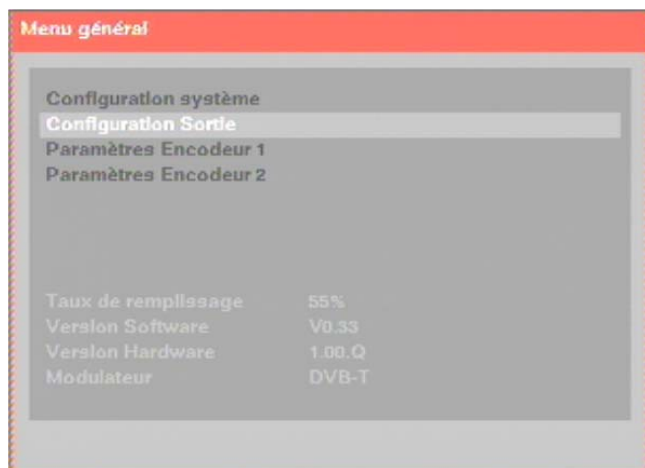 Menu général
Configuration système
Configuration Sortie
Paramètres Encodeur 1
Paramètres Encodeur 2
Taux de remplissage 55%
Version Software V0.33
Version Hardware 1.00.Q
Modulateur DVB-T